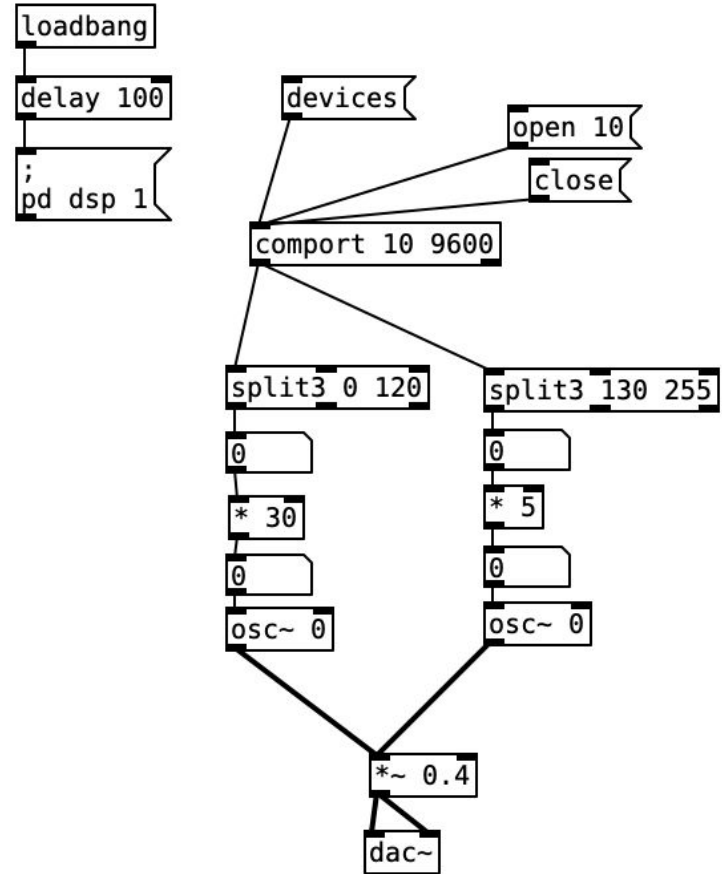 loadbang
delay 100
;
pd dsp 1
devices
open 10
close
comport 10 9600
split3 0 120
split3 130 255
0
0
* 30
* 5
0
0
osc~ 0
osc~ 0
*~ 0.4
dac~